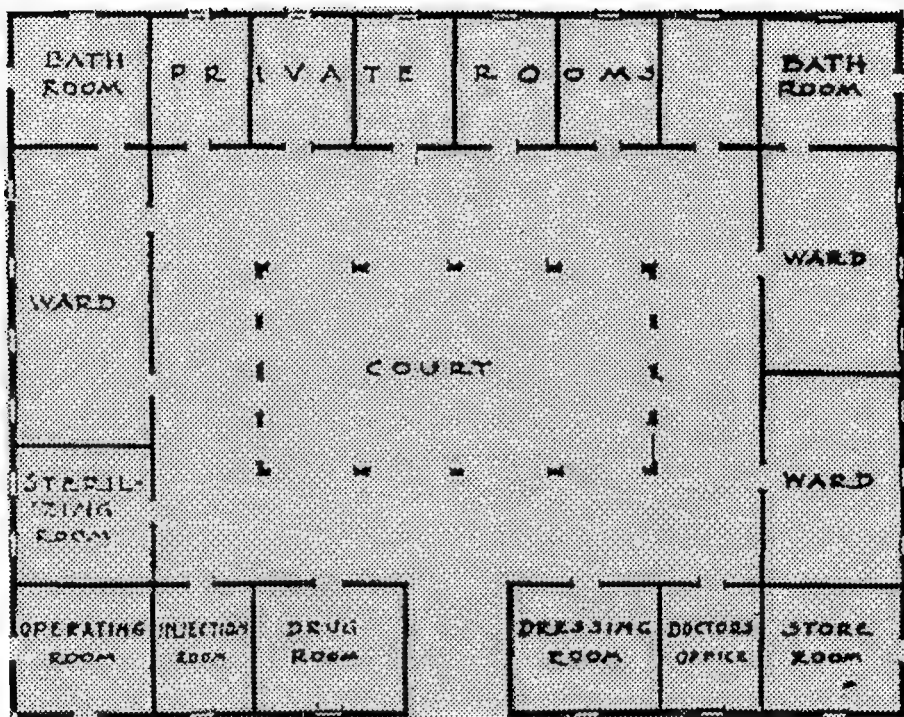 BATH
ROOM
PRIVATE ROOMS
BATH
ROOM
WARD
WARD
COURT
STERIL-
IZING
ROOM
WARD
OPERATING
ROOM
INJECTION
ROOM
DRUG
ROOM
DRESSING
ROOM
DOCTORS
OFFICE
STORE
ROOM